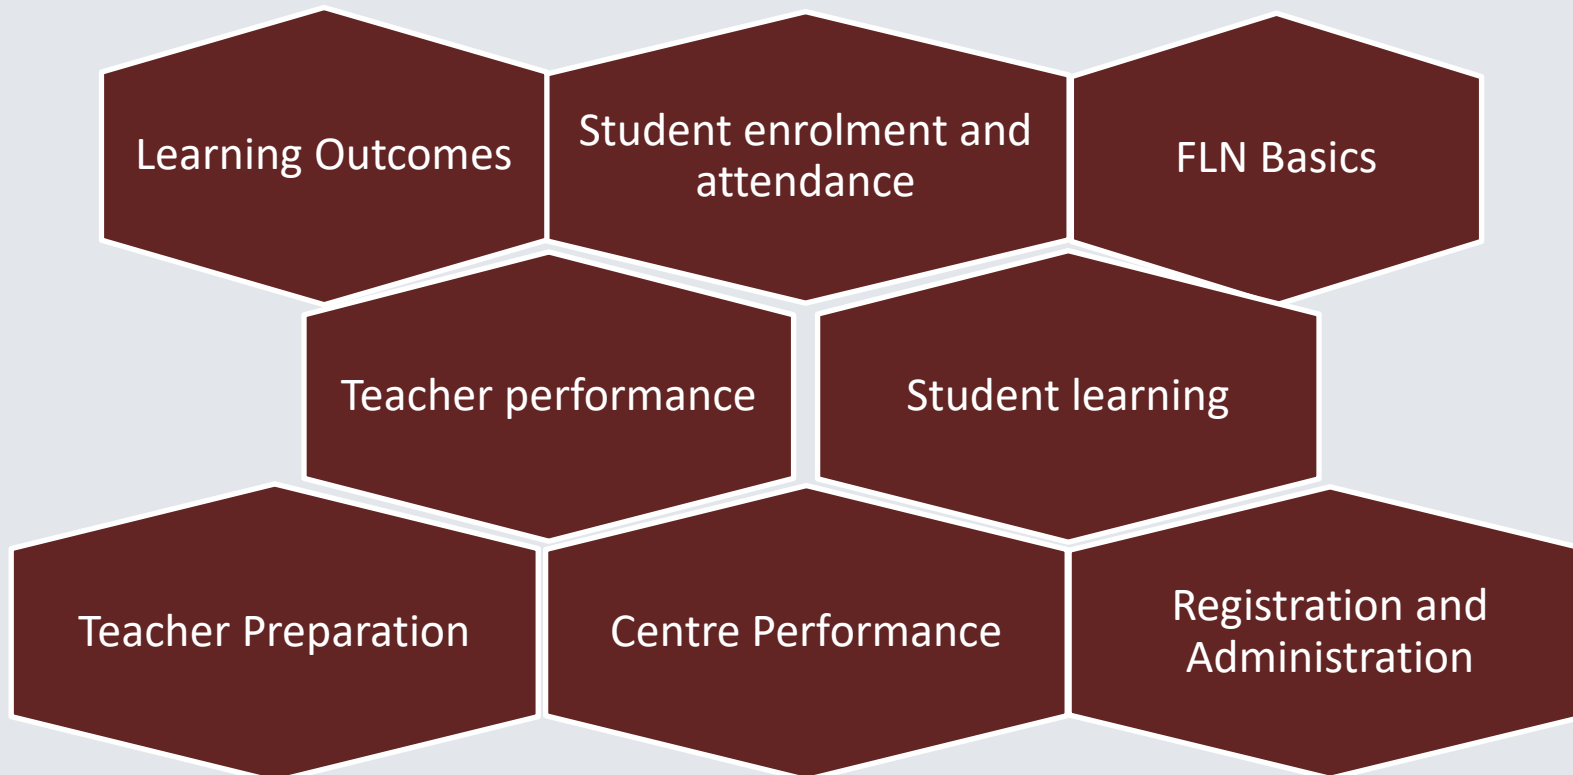 Learning Outcomes
Student enrolment and
attendance
FLN Basics
Teacher performance
Student learning
Teacher Preparation
Centre Performance
Registration and
Administration